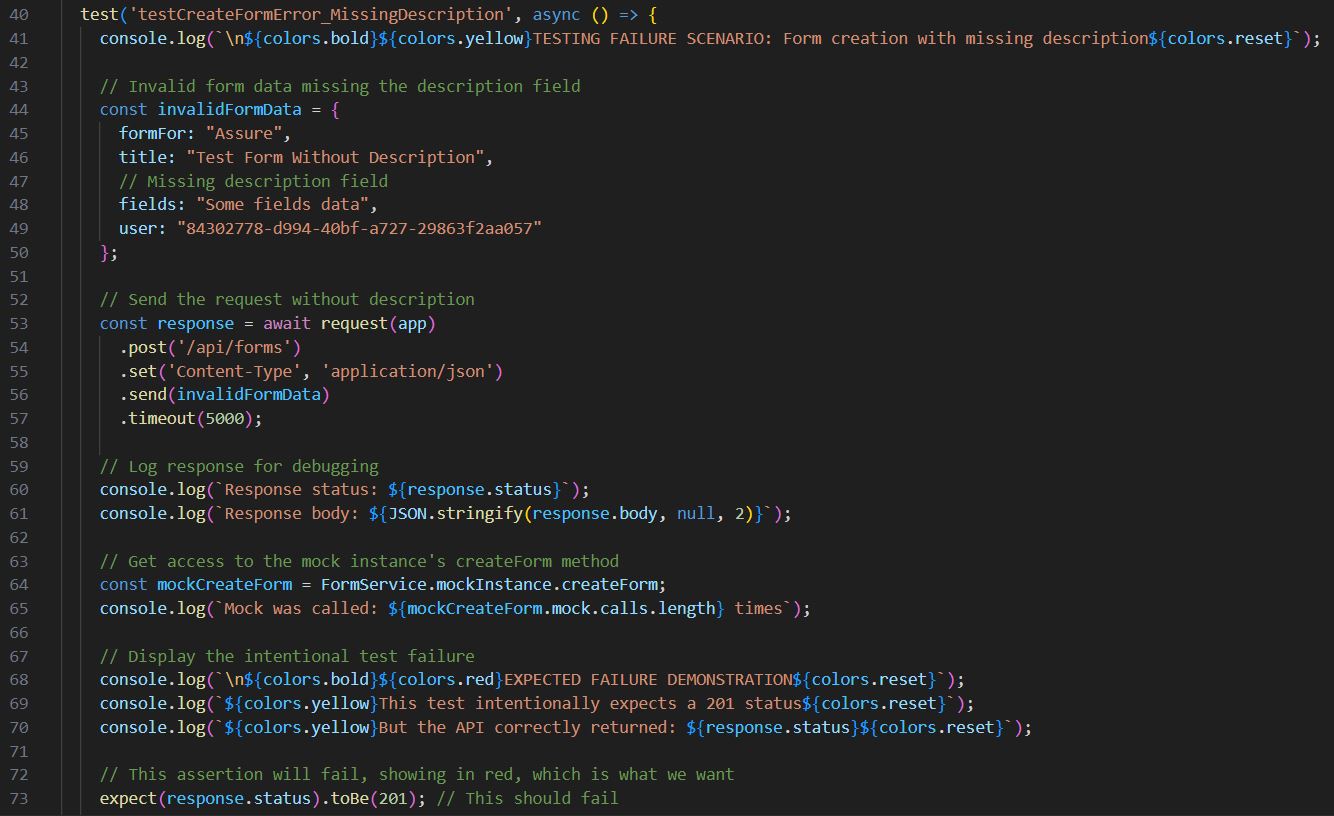 40 test('testCreateFormError_MissingDescription', async () => {
41 console.log(`\n${colors.bold}${colors.yellow}TESTING FAILURE SCENARIO: Form creation with missing description${colors.reset}`);
42
43 // Invalid form data missing the description field
44 const invalidFormData = {
45 formFor: "Assure",
46 title: "Test Form Without Description",
47 // Missing description field
48 fields: "Some fields data",
49 user: "84302778-d994-40bf-a727-29863f2aa057"
50 };
51
52 // Send the request without description
53 const response = await request(app)
54 .post('/api/forms')
55 .set('Content-Type', 'application/json')
56 .send(invalidFormData)
57 .timeout(5000);
58
59 // Log response for debugging
60 console.log(`Response status: ${response.status}`);
61 console.log(`Response body: ${JSON.stringify(response.body, null, 2)}`);
62
63 // Get access to the mock instance's createForm method
64 const mockCreateForm = FormService.mockInstance.createForm;
65 console.log(`Mock was called: ${mockCreateForm.mock.calls.length} times`);
66
67 // Display the intentional test failure
68 console.log(`\n${colors.bold}${colors.red}EXPECTED FAILURE DEMONSTRATION${colors.reset}`);
69 console.log(`${colors.yellow}This test intentionally expects a 201 status${colors.reset}`);
70 console.log(`${colors.yellow}But the API correctly returned: ${response.status}${colors.reset}`);
71
72 // This assertion will fail, showing in red, which is what we want
73 expect(response.status).toBe(201); // This should fail